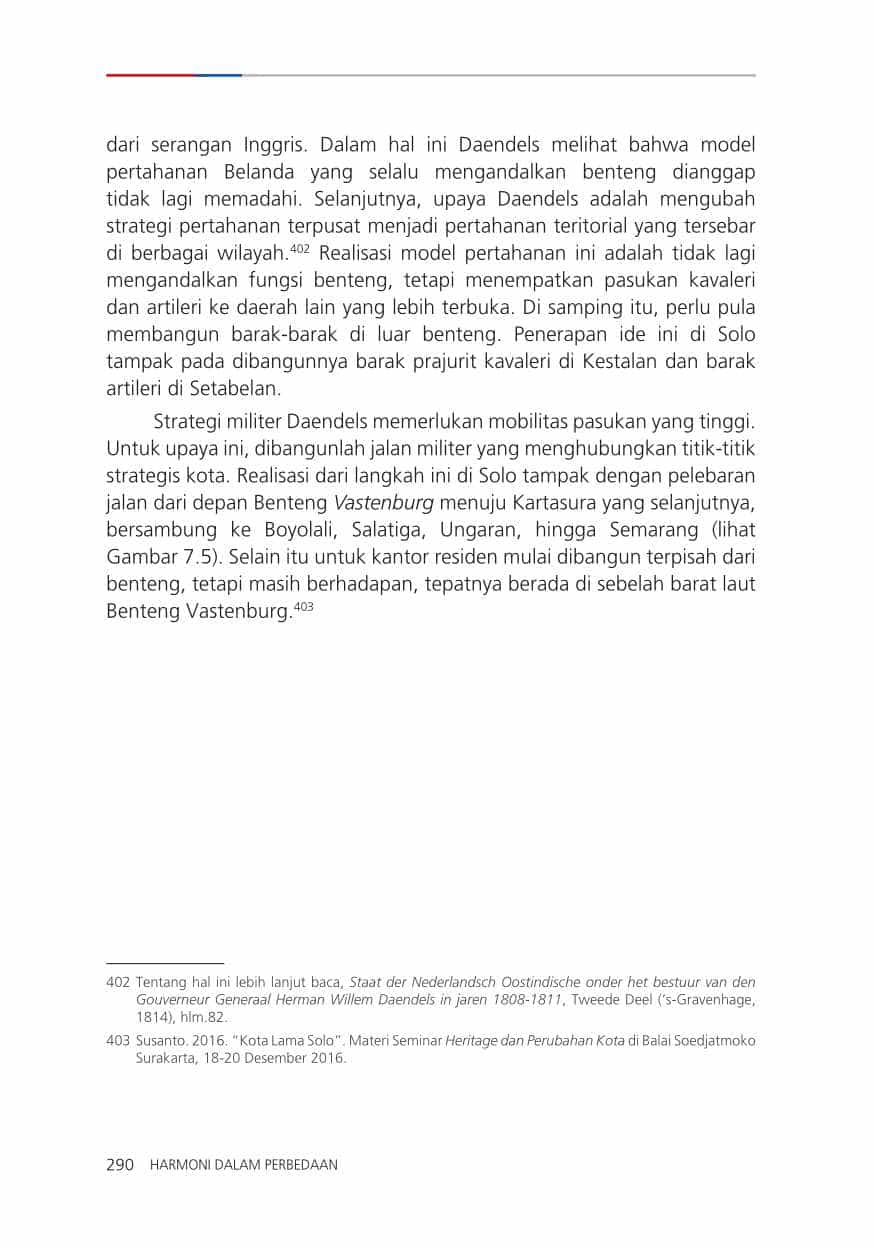 dari serangan Inggris. Dalam hal ini Daendels melihat bahwa model
pertahanan Belanda yang selalu mengandalkan benteng dianggap
tidak lagi memadahi. Selanjutnya, upaya Daendels adalah mengubah
strategi pertahanan terpusat menjadi pertahanan teritorial yang tersebar
di berbagai wilayah.402 Realisasi model pertahanan ini adalah tidak lagi
mengandalkan fungsi benteng, tetapi menempatkan pasukan kavaleri
dan artileri ke daerah lain yang lebih terbuka. Di samping itu, perlu pula
membangun barak-barak di luar benteng. Penerapan ide ini di Solo
tampak pada dibangunnya barak prajurit kavaleri di Kestalan dan barak
artileri di Setabelan.
Strategi militer Daendels memerlukan mobilitas pasukan yang tinggi.
Untuk upaya ini, dibangunlah jalan militer yang menghubungkan titik-titik
strategis kota. Realisasi dari langkah ini di Solo tampak dengan pelebaran
jalan dari depan Benteng Vastenburg menuju Kartasura yang selanjutnya,
bersambung ke Boyolali, Salatiga, Ungaran, hingga Semarang (lihat
Gambar 7.5). Selain itu untuk kantor residen mulai dibangun terpisah dari
benteng, tetapi masih berhadapan, tepatnya berada di sebelah barat laut
Benteng Vastenburg.403
402 Tentang hal ini lebih lanjut baca, Staat der Nederlandsch Oostindische onder het bestuur van den
Gouverneur Generaal Herman Willem Daendels in jaren 1808-1811, Tweede Deel (’s-Gravenhage,
1814), hlm.82.
403 Susanto. 2016. “Kota Lama Solo”. Materi Seminar Heritage dan Perubahan Kota di Balai Soedjatmoko
Surakarta, 18-20 Desember 2016.
290 HARMONI DALAM PERBEDAAN